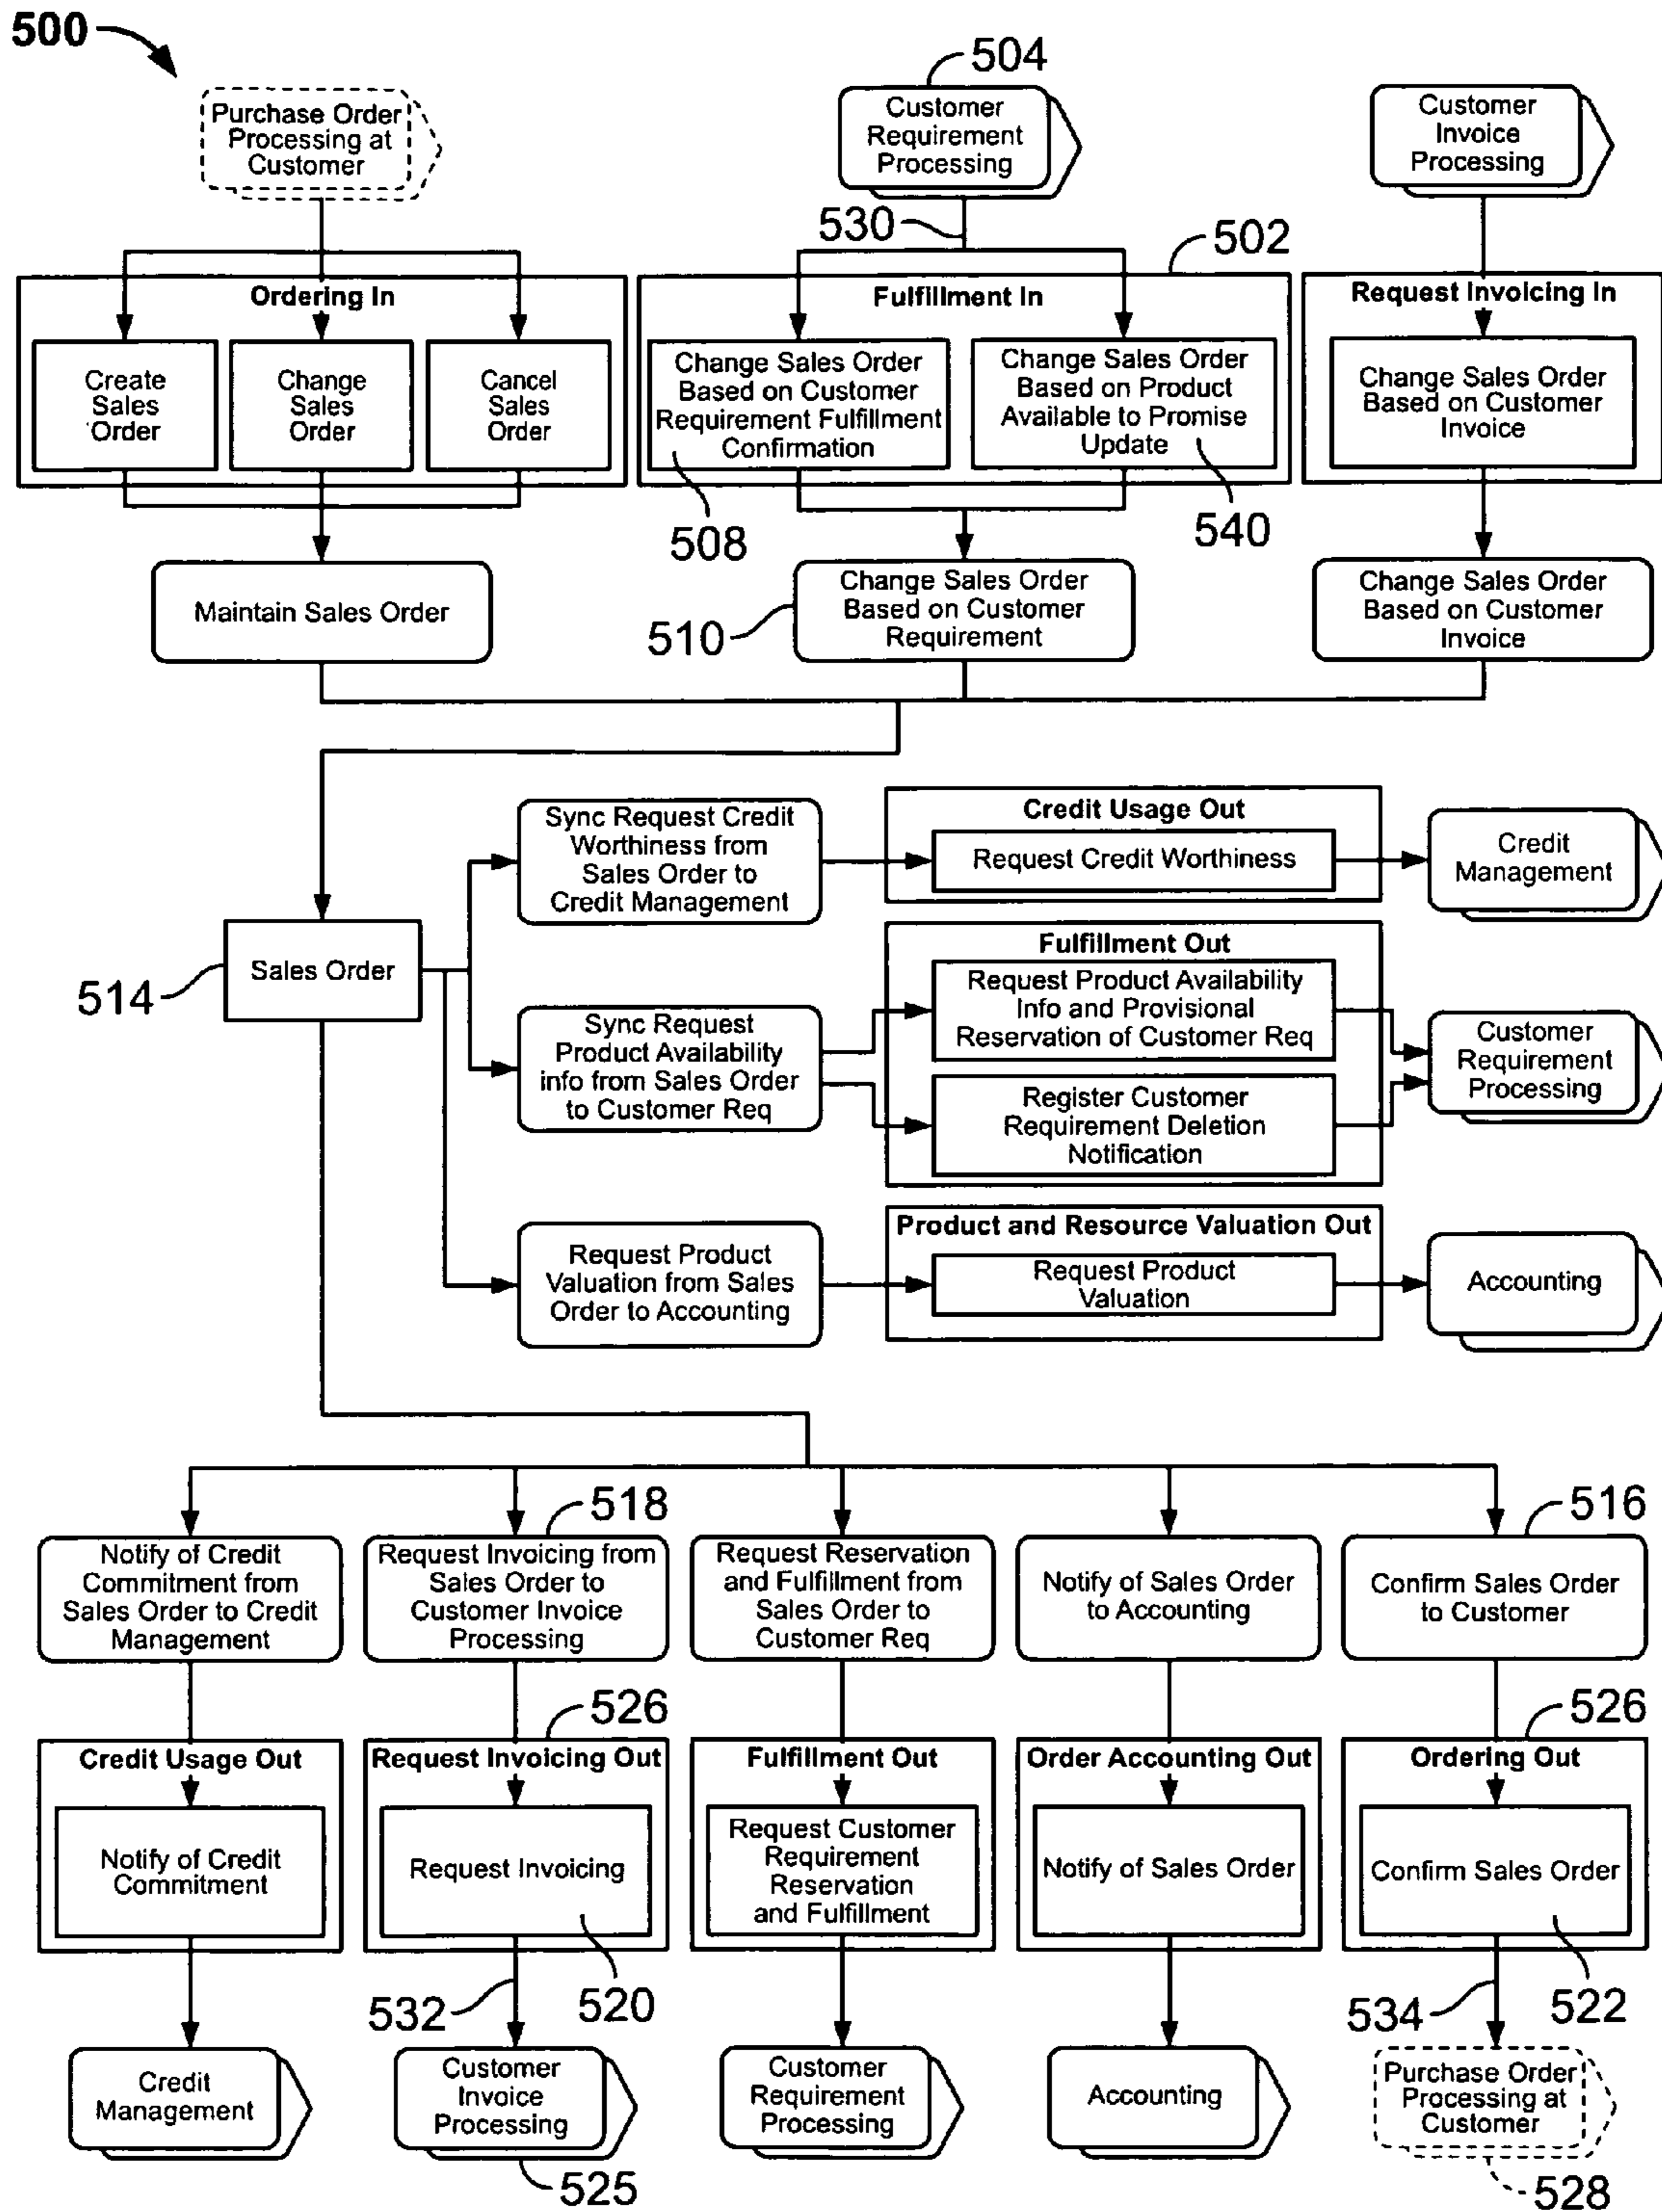 500
504
Purchase Order
Processing at
Customer
Customer
Requirement
Processing
Customer
Invoice
Processing
530
502
Ordering In
Fulfillment In
Request Invoicing In
Create
Sales
Order
Change
Sales
Order
Cancel
Sales
Order
Change Sales Order
Based on Customer
Requirement Fulfillment
Confirmation
Change Sales Order
Based on Product
Available to Promise
Update
Change Sales Order
Based on Customer
Invoice
508
540
Maintain Sales Order
510
Change Sales Order
Based on Customer
Requirement
Change Sales Order
Based on Customer
Invoice
Sync Request Credit
Worthiness from
Sales Order to
Credit Management
Credit Usage Out
Request Credit Worthiness
Credit
Management
514
Sales Order
Sync Request
Product Availability
info from Sales Order
to Customer Req
Fulfillment Out
Request Product Availability
Info and Provisional
Reservation of Customer Req
Register Customer
Requirement Deletion
Notification
Customer
Requirement
Processing
Request Product
Valuation from Sales
Order to Accounting
Product and Resource Valuation Out
Request Product
Valuation
Accounting
518
516
Notify of Credit
Commitment from
Sales Order to Credit
Management
Request Invoicing from
Sales Order to
Customer Invoice
Processing
Request Reservation
and Fulfillment from
Sales Order to
Customer Req
Notify of Sales Order
to Accounting
Confirm Sales Order
to Customer
526
526
Credit Usage Out
Request Invoicing Out
Fulfillment Out
Order Accounting Out
Ordering Out
Notify of Credit
Commitment
Request Invoicing
Request Customer
Requirement
Reservation
and Fulfillment
Notify of Sales Order
Confirm Sales Order
532
520
534
522
Credit
Management
Customer
Invoice
Processing
Customer
Requirement
Processing
Accounting
Purchase Order
Processing at
Customer
525
528